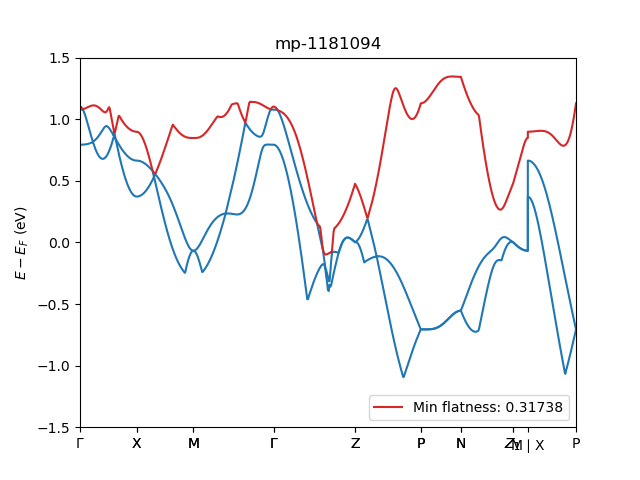 mp-1181094
1.5
1.0
0.5
0.0
−0.5
−1.0
−1.5
E − E_F (eV)
Min flatness: 0.31738
Γ X M Γ Z P N M | X P